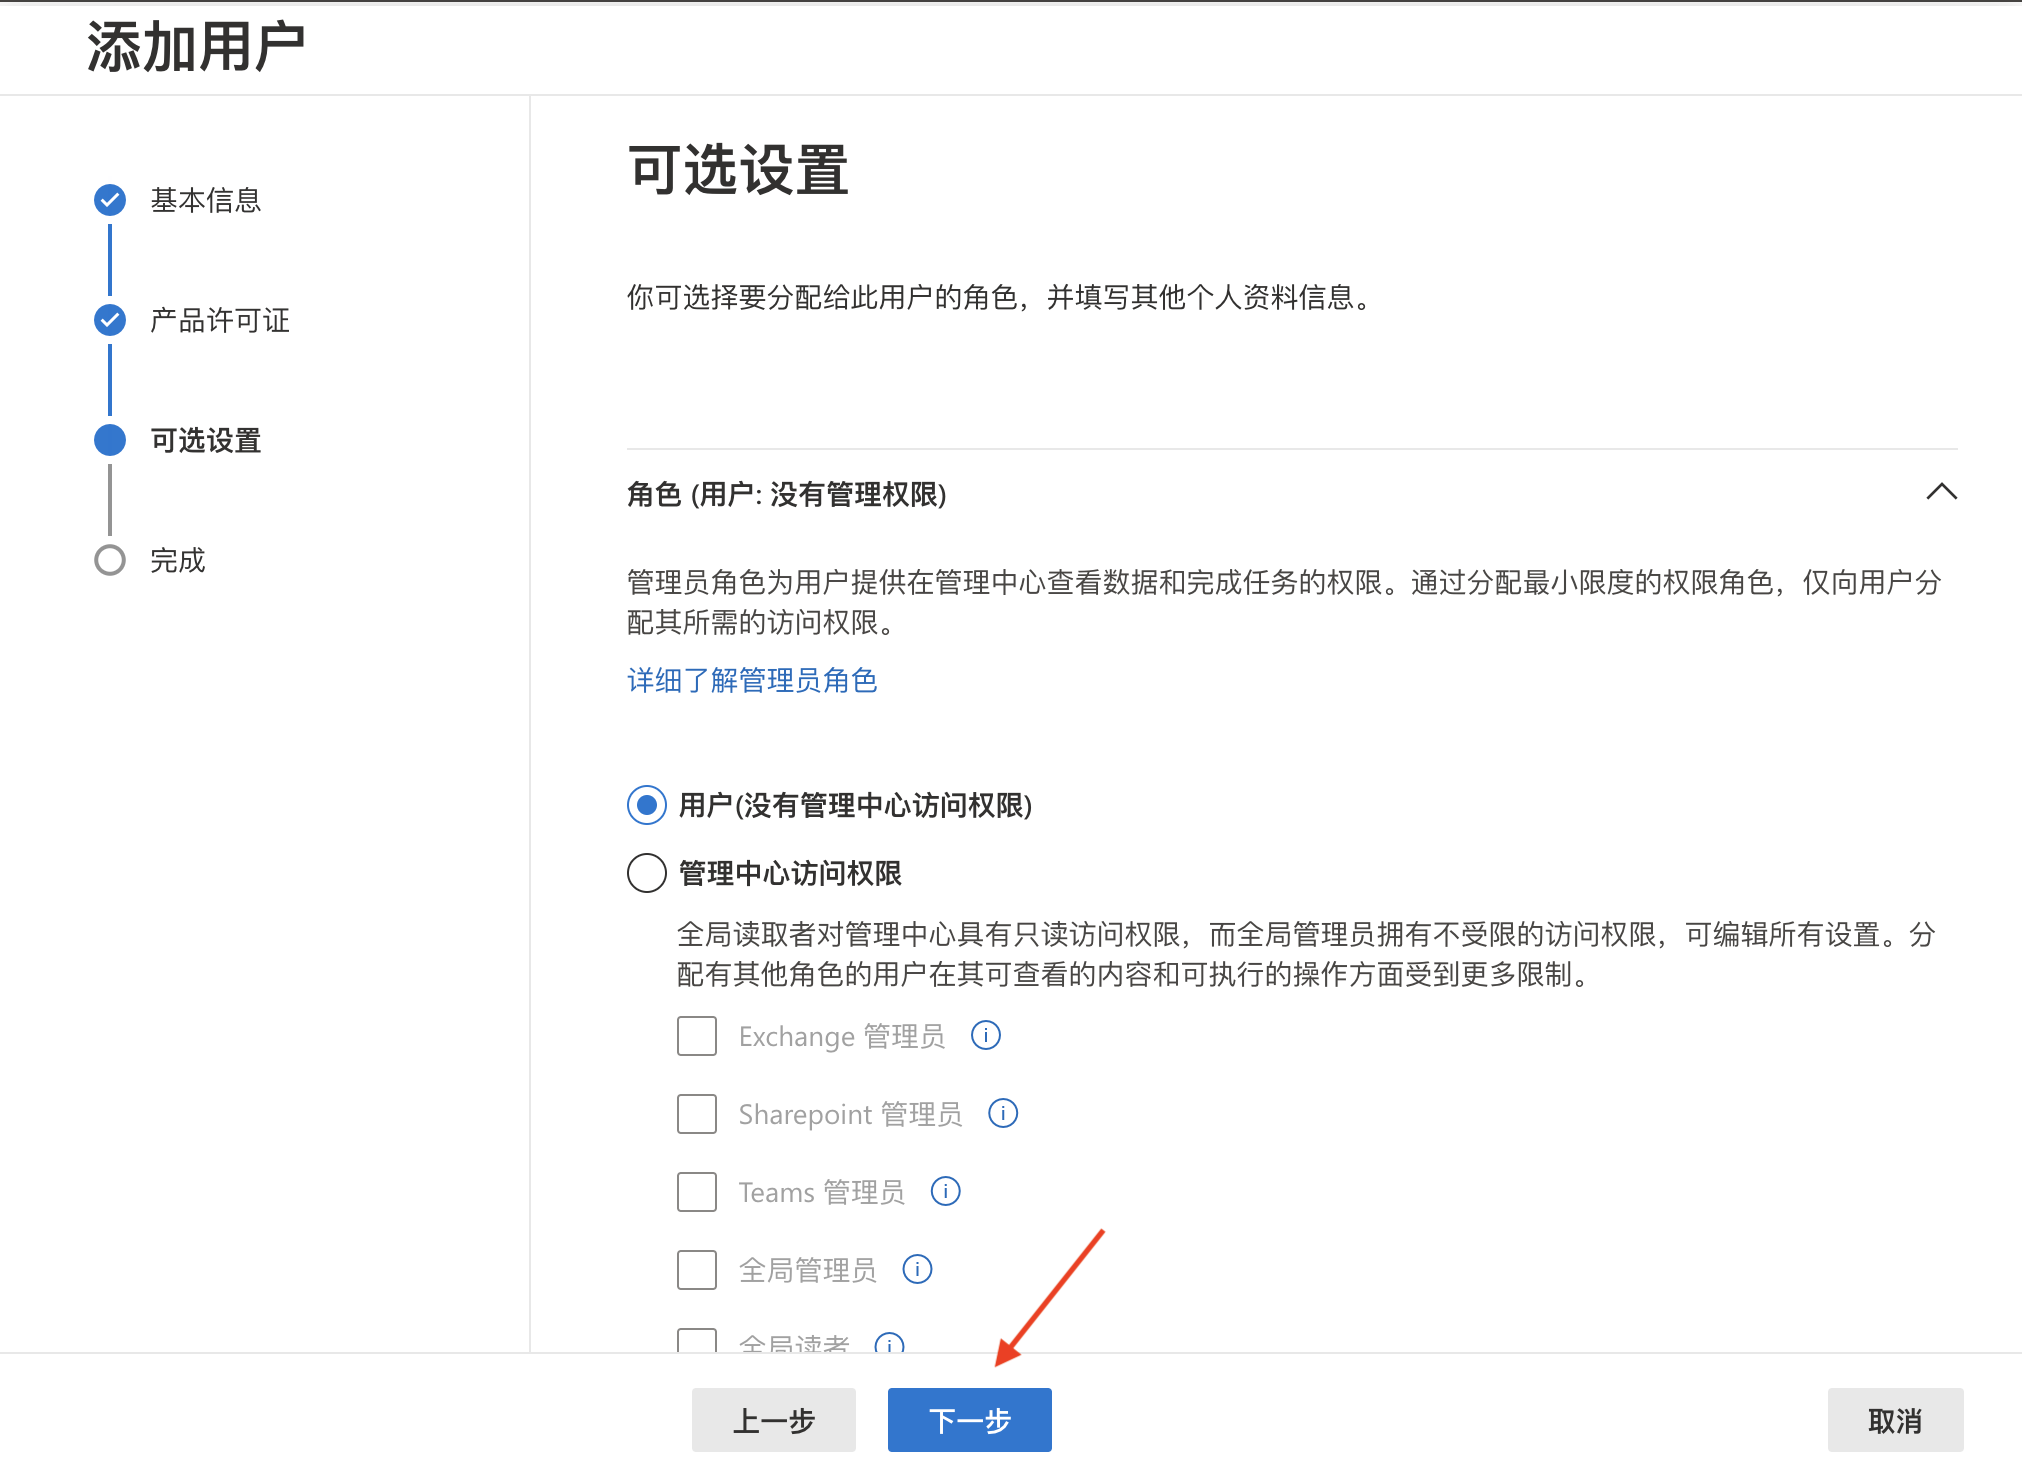 添加用户
基本信息
产品许可证
可选设置
完成
可选设置
你可选择要分配给此用户的角色，并填写其他个人资料信息。
角色 (用户: 没有管理权限)
管理员角色为用户提供在管理中心查看数据和完成任务的权限。通过分配最小限度的权限角色，仅向用户分
配其所需的访问权限。
详细了解管理员角色
用户(没有管理中心访问权限)
管理中心访问权限
全局读取者对管理中心具有只读访问权限，而全局管理员拥有不受限的访问权限，可编辑所有设置。分
配有其他角色的用户在其可查看的内容和可执行的操作方面受到更多限制。
Exchange 管理员
Sharepoint 管理员
Teams 管理员
全局管理员
全局读者
上一步
下一步
取消